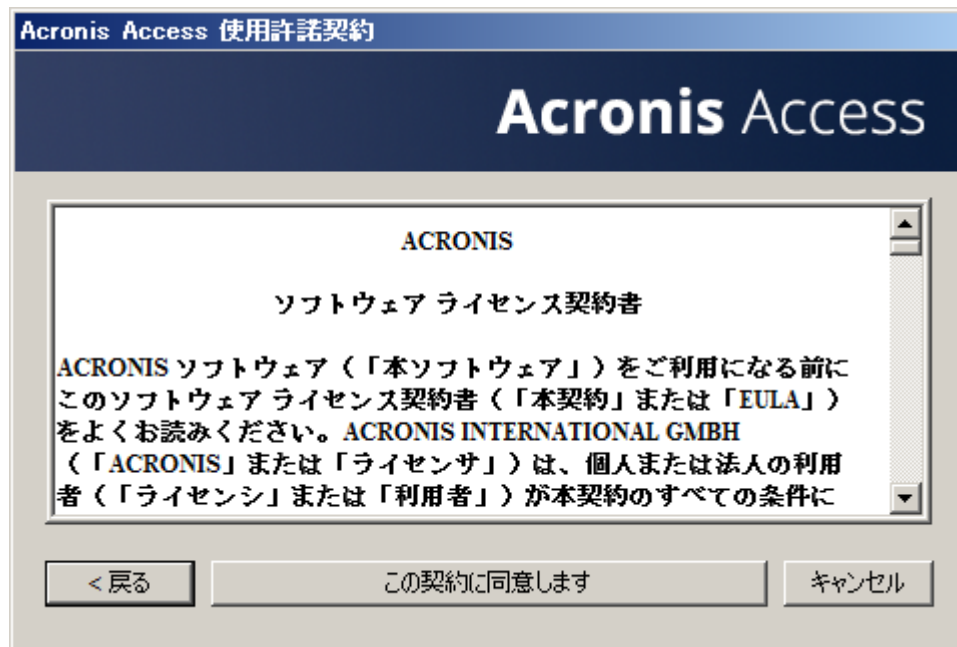 Acronis Access 使用許諾契約
Acronis Access
ACRONIS
ソフトウェア ライセンス契約書
ACRONIS ソフトウェア（「本ソフトウェア」）をご利用になる前に
このソフトウェア ライセンス契約書（「本契約」または「EULA」）
をよくお読みください。ACRONIS INTERNATIONAL GMBH
（「ACRONIS」または「ライセンサ」）は、個人または法人の利用
者（「ライセンシ」または「利用者」）が本契約のすべての条件に
< 戻る この契約に同意します キャンセル